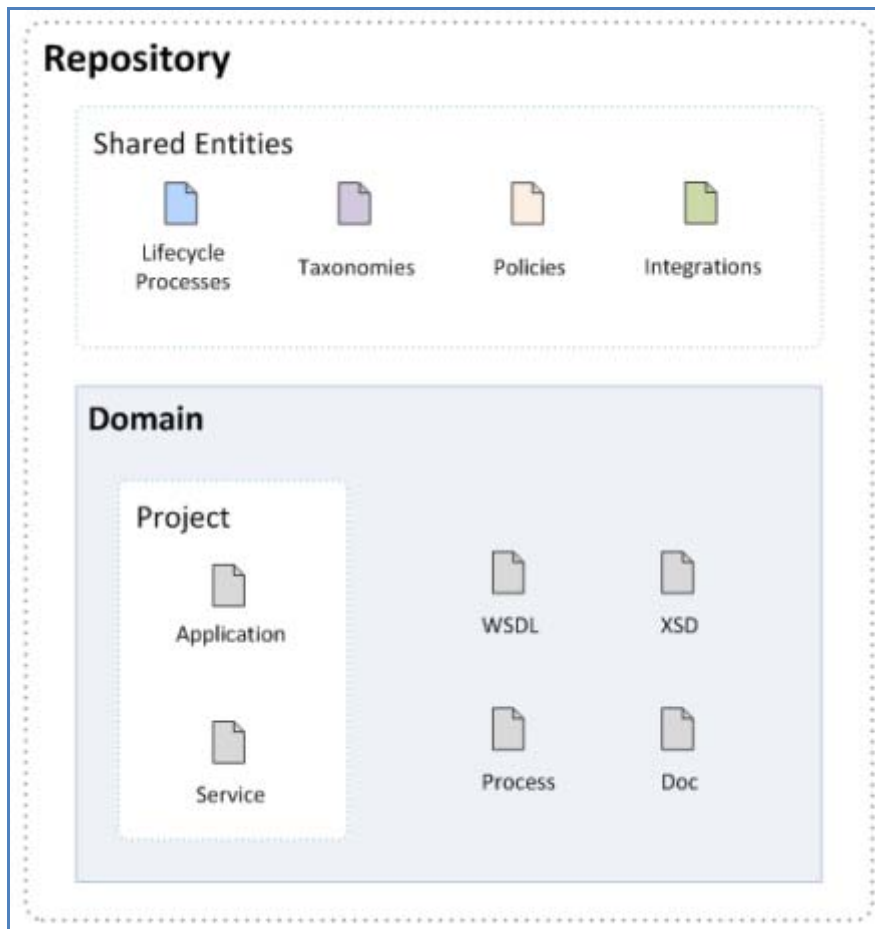 Repository
Shared Entities
Lifecycle
Processes
Taxonomies
Policies
Integrations
Domain
Project
Application
WSDL
XSD
Service
Process
Doc